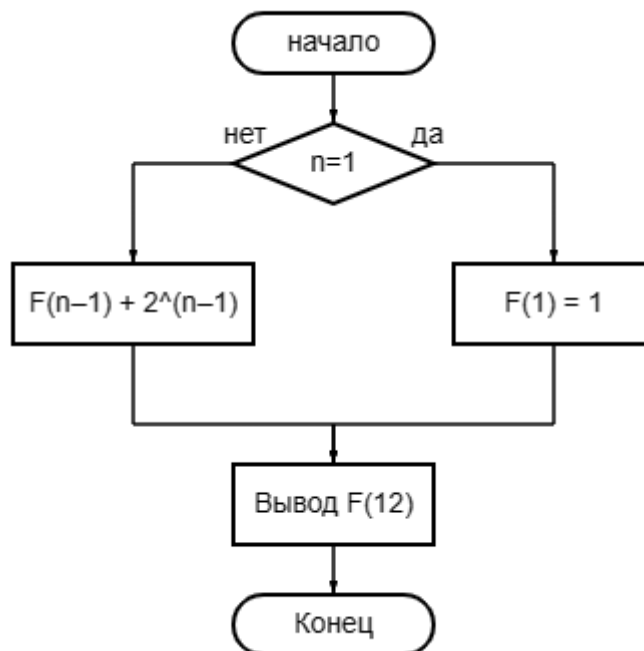 начало
нет
да
n=1
F(n–1) + 2^(n–1)
F(1) = 1
Вывод F(12)
Конец